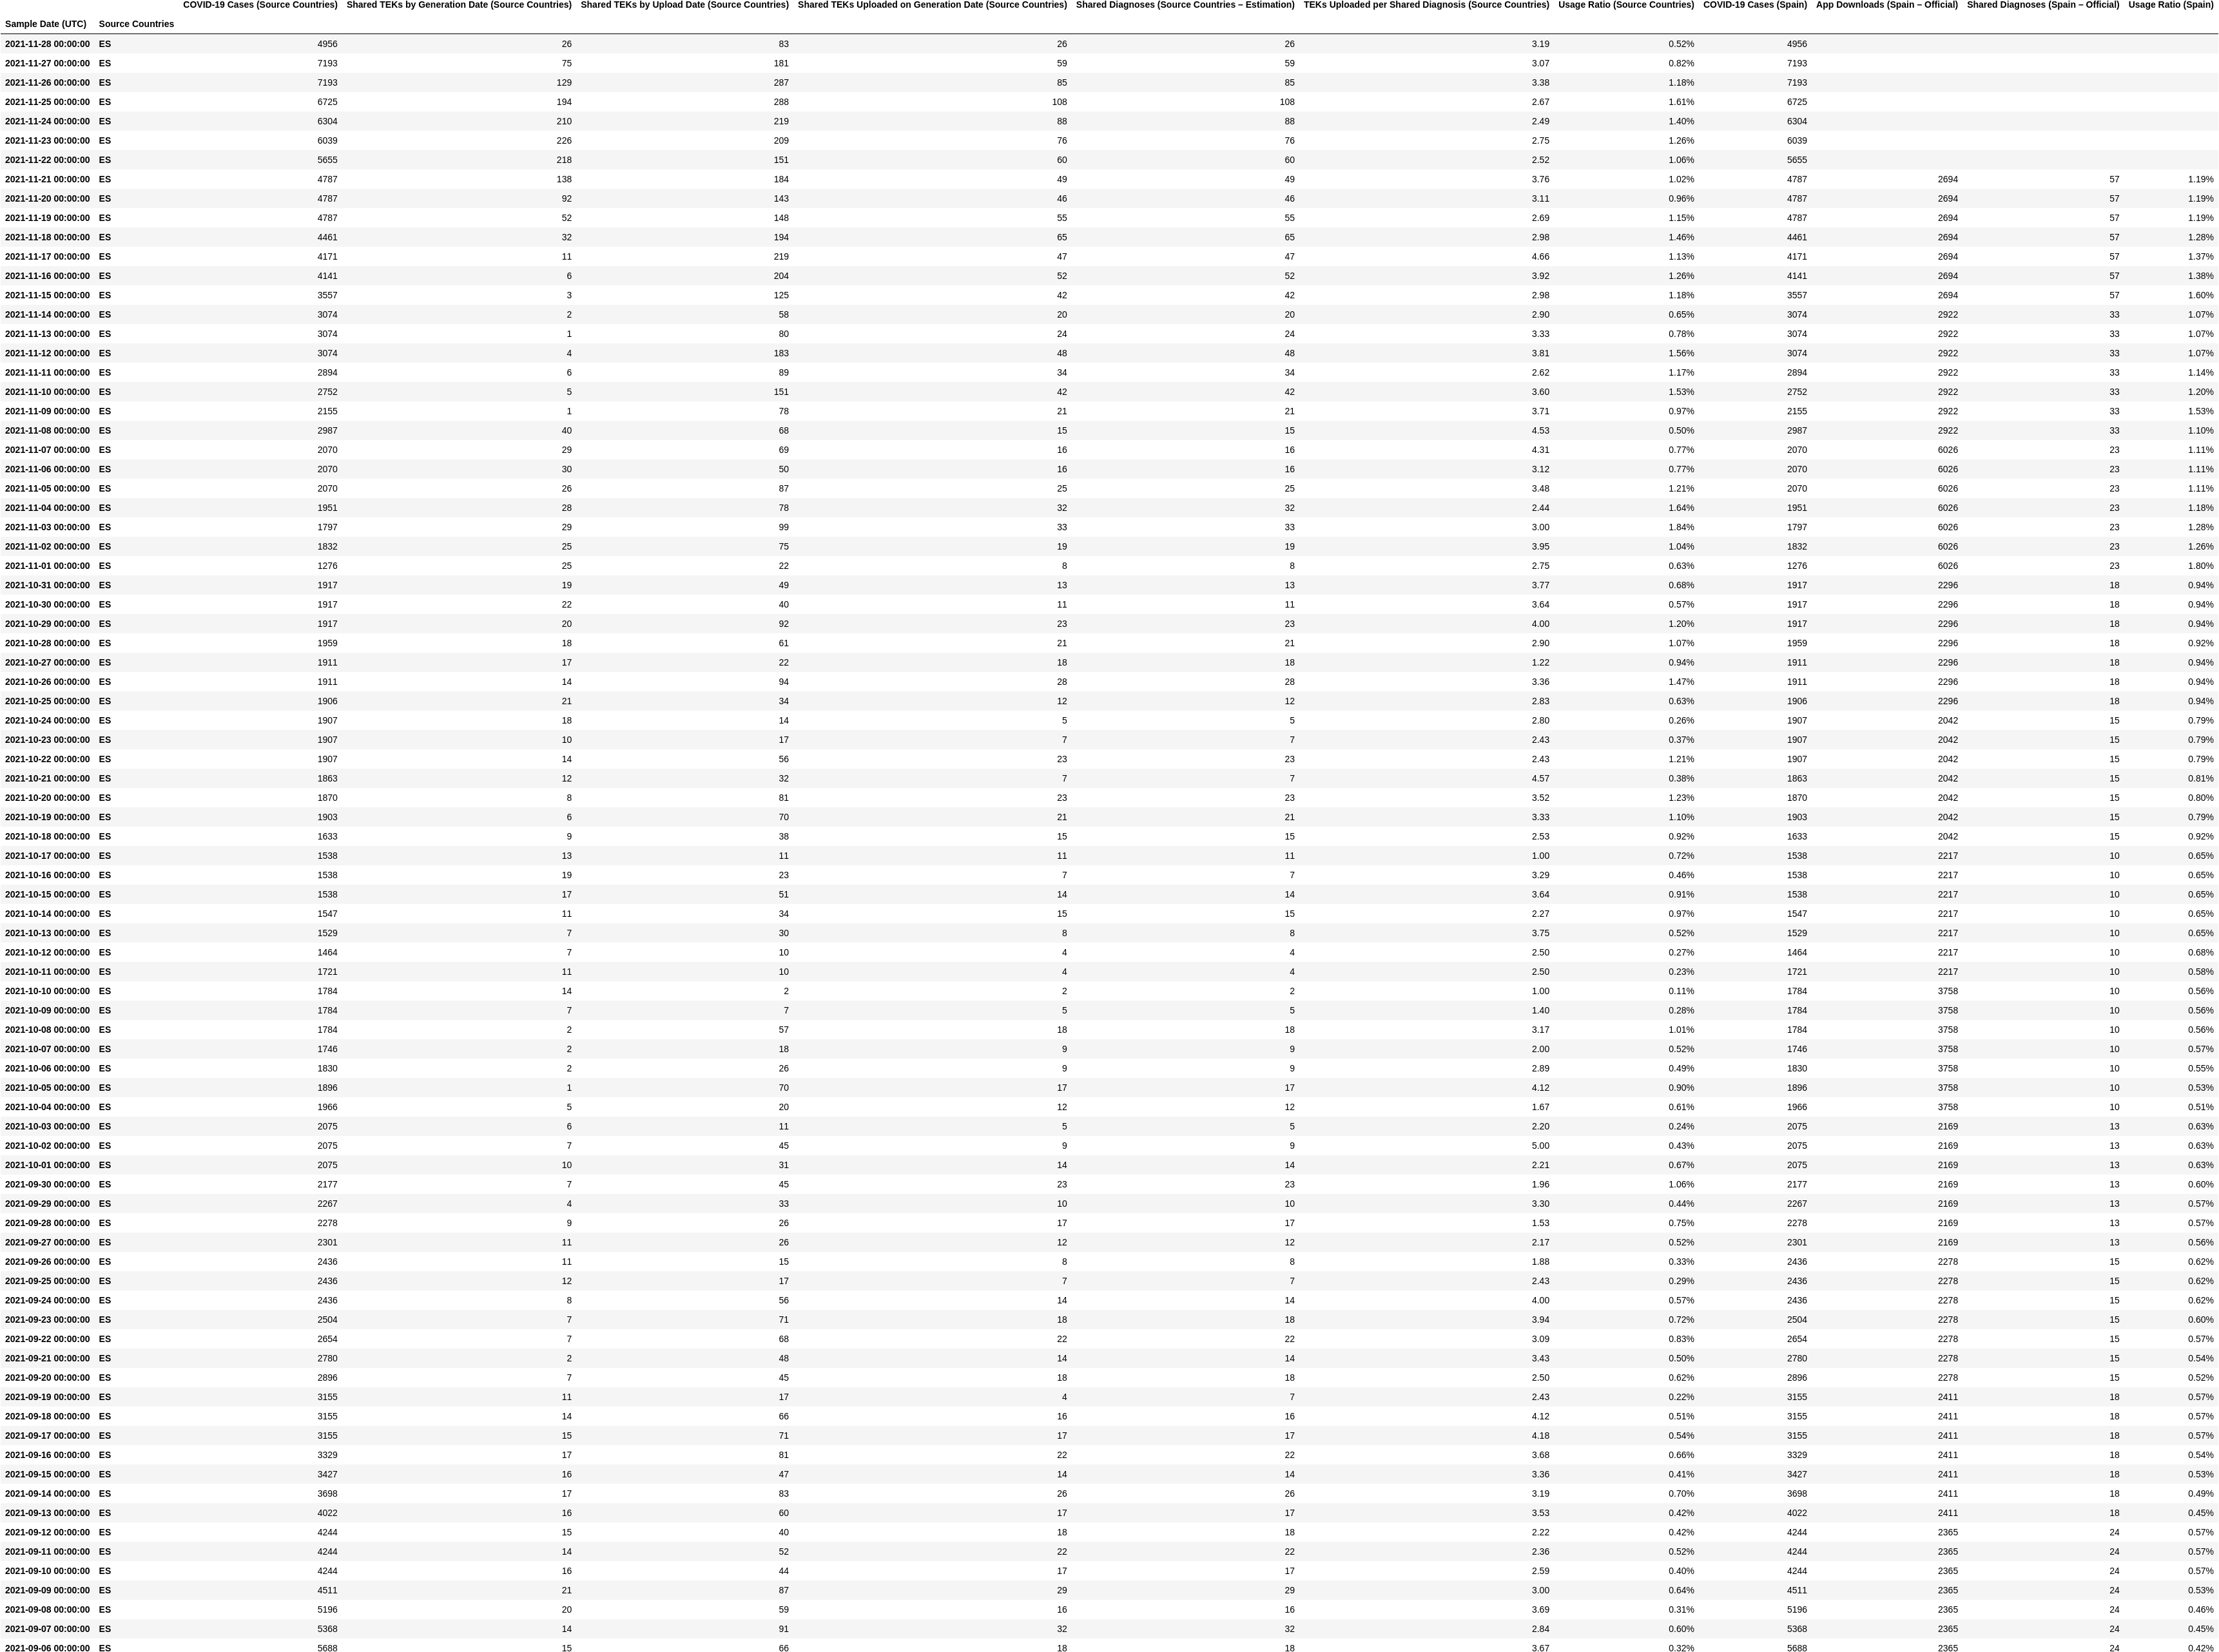 COVID-19 Cases (Source Countries) Shared TEKs by Generation Date (Source Countries) Shared TEKs by Upload Date (Source Countries) Shared TEKs Uploaded on Generation Date (Source Countries) Shared Diagnoses (Source Countries – Estimation) TEKs Uploaded per Shared Diagnosis (Source Countries) Usage Ratio (Source Countries) COVID-19 Cases (Spain) App Downloads (Spain – Official) Shared Diagnoses (Spain – Official) Usage Ratio (Spain)
Sample Date (UTC) Source Countries
2021-11-28 00:00:00 ES 4956 26 83 26 26 3.19 0.52% 4956
2021-11-27 00:00:00 ES 7193 75 181 59 59 3.07 0.82% 7193
2021-11-26 00:00:00 ES 7193 129 287 85 85 3.38 1.18% 7193
2021-11-25 00:00:00 ES 6725 194 288 108 108 2.67 1.61% 6725
2021-11-24 00:00:00 ES 6304 210 219 88 88 2.49 1.40% 6304
2021-11-23 00:00:00 ES 6039 226 209 76 76 2.75 1.26% 6039
2021-11-22 00:00:00 ES 5655 218 151 60 60 2.52 1.06% 5655
2021-11-21 00:00:00 ES 4787 138 184 49 49 3.76 1.02% 4787 2694 57 1.19%
2021-11-20 00:00:00 ES 4787 92 143 46 46 3.11 0.96% 4787 2694 57 1.19%
2021-11-19 00:00:00 ES 4787 52 148 55 55 2.69 1.15% 4787 2694 57 1.19%
2021-11-18 00:00:00 ES 4461 32 194 65 65 2.98 1.46% 4461 2694 57 1.28%
2021-11-17 00:00:00 ES 4171 11 219 47 47 4.66 1.13% 4171 2694 57 1.37%
2021-11-16 00:00:00 ES 4141 6 204 52 52 3.92 1.26% 4141 2694 57 1.38%
2021-11-15 00:00:00 ES 3557 3 125 42 42 2.98 1.18% 3557 2694 57 1.60%
2021-11-14 00:00:00 ES 3074 2 58 20 20 2.90 0.65% 3074 2922 33 1.07%
2021-11-13 00:00:00 ES 3074 1 80 24 24 3.33 0.78% 3074 2922 33 1.07%
2021-11-12 00:00:00 ES 3074 4 183 48 48 3.81 1.56% 3074 2922 33 1.07%
2021-11-11 00:00:00 ES 2894 6 89 34 34 2.62 1.17% 2894 2922 33 1.14%
2021-11-10 00:00:00 ES 2752 5 151 42 42 3.60 1.53% 2752 2922 33 1.20%
2021-11-09 00:00:00 ES 2155 1 78 21 21 3.71 0.97% 2155 2922 33 1.53%
2021-11-08 00:00:00 ES 2987 40 68 15 15 4.53 0.50% 2987 2922 33 1.10%
2021-11-07 00:00:00 ES 2070 29 69 16 16 4.31 0.77% 2070 6026 23 1.11%
2021-11-06 00:00:00 ES 2070 30 50 16 16 3.12 0.77% 2070 6026 23 1.11%
2021-11-05 00:00:00 ES 2070 26 87 25 25 3.48 1.21% 2070 6026 23 1.11%
2021-11-04 00:00:00 ES 1951 28 78 32 32 2.44 1.64% 1951 6026 23 1.18%
2021-11-03 00:00:00 ES 1797 29 99 33 33 3.00 1.84% 1797 6026 23 1.28%
2021-11-02 00:00:00 ES 1832 25 75 19 19 3.95 1.04% 1832 6026 23 1.26%
2021-11-01 00:00:00 ES 1276 25 22 8 8 2.75 0.63% 1276 6026 23 1.80%
2021-10-31 00:00:00 ES 1917 19 49 13 13 3.77 0.68% 1917 2296 18 0.94%
2021-10-30 00:00:00 ES 1917 22 40 11 11 3.64 0.57% 1917 2296 18 0.94%
2021-10-29 00:00:00 ES 1917 20 92 23 23 4.00 1.20% 1917 2296 18 0.94%
2021-10-28 00:00:00 ES 1959 18 61 21 21 2.90 1.07% 1959 2296 18 0.92%
2021-10-27 00:00:00 ES 1911 17 22 18 18 1.22 0.94% 1911 2296 18 0.94%
2021-10-26 00:00:00 ES 1911 14 94 28 28 3.36 1.47% 1911 2296 18 0.94%
2021-10-25 00:00:00 ES 1906 21 34 12 12 2.83 0.63% 1906 2296 18 0.94%
2021-10-24 00:00:00 ES 1907 18 14 5 5 2.80 0.26% 1907 2042 15 0.79%
2021-10-23 00:00:00 ES 1907 10 17 7 7 2.43 0.37% 1907 2042 15 0.79%
2021-10-22 00:00:00 ES 1907 14 56 23 23 2.43 1.21% 1907 2042 15 0.79%
2021-10-21 00:00:00 ES 1863 12 32 7 7 4.57 0.38% 1863 2042 15 0.81%
2021-10-20 00:00:00 ES 1870 8 81 23 23 3.52 1.23% 1870 2042 15 0.80%
2021-10-19 00:00:00 ES 1903 6 70 21 21 3.33 1.10% 1903 2042 15 0.79%
2021-10-18 00:00:00 ES 1633 9 38 15 15 2.53 0.92% 1633 2042 15 0.92%
2021-10-17 00:00:00 ES 1538 13 11 11 11 1.00 0.72% 1538 2217 10 0.65%
2021-10-16 00:00:00 ES 1538 19 23 7 7 3.29 0.46% 1538 2217 10 0.65%
2021-10-15 00:00:00 ES 1538 17 51 14 14 3.64 0.91% 1538 2217 10 0.65%
2021-10-14 00:00:00 ES 1547 11 34 15 15 2.27 0.97% 1547 2217 10 0.65%
2021-10-13 00:00:00 ES 1529 7 30 8 8 3.75 0.52% 1529 2217 10 0.65%
2021-10-12 00:00:00 ES 1464 7 10 4 4 2.50 0.27% 1464 2217 10 0.68%
2021-10-11 00:00:00 ES 1721 11 10 4 4 2.50 0.23% 1721 2217 10 0.58%
2021-10-10 00:00:00 ES 1784 14 2 2 2 1.00 0.11% 1784 3758 10 0.56%
2021-10-09 00:00:00 ES 1784 7 7 5 5 1.40 0.28% 1784 3758 10 0.56%
2021-10-08 00:00:00 ES 1784 2 57 18 18 3.17 1.01% 1784 3758 10 0.56%
2021-10-07 00:00:00 ES 1746 2 18 9 9 2.00 0.52% 1746 3758 10 0.57%
2021-10-06 00:00:00 ES 1830 2 26 9 9 2.89 0.49% 1830 3758 10 0.55%
2021-10-05 00:00:00 ES 1896 1 70 17 17 4.12 0.90% 1896 3758 10 0.53%
2021-10-04 00:00:00 ES 1966 5 20 12 12 1.67 0.61% 1966 3758 10 0.51%
2021-10-03 00:00:00 ES 2075 6 11 5 5 2.20 0.24% 2075 2169 13 0.63%
2021-10-02 00:00:00 ES 2075 7 45 9 9 5.00 0.43% 2075 2169 13 0.63%
2021-10-01 00:00:00 ES 2075 10 31 14 14 2.21 0.67% 2075 2169 13 0.63%
2021-09-30 00:00:00 ES 2177 7 45 23 23 1.96 1.06% 2177 2169 13 0.60%
2021-09-29 00:00:00 ES 2267 4 33 10 10 3.30 0.44% 2267 2169 13 0.57%
2021-09-28 00:00:00 ES 2278 9 26 17 17 1.53 0.75% 2278 2169 13 0.57%
2021-09-27 00:00:00 ES 2301 11 26 12 12 2.17 0.52% 2301 2169 13 0.56%
2021-09-26 00:00:00 ES 2436 11 15 8 8 1.88 0.33% 2436 2278 15 0.62%
2021-09-25 00:00:00 ES 2436 12 17 7 7 2.43 0.29% 2436 2278 15 0.62%
2021-09-24 00:00:00 ES 2436 8 56 14 14 4.00 0.57% 2436 2278 15 0.62%
2021-09-23 00:00:00 ES 2504 7 71 18 18 3.94 0.72% 2504 2278 15 0.60%
2021-09-22 00:00:00 ES 2654 7 68 22 22 3.09 0.83% 2654 2278 15 0.57%
2021-09-21 00:00:00 ES 2780 2 48 14 14 3.43 0.50% 2780 2278 15 0.54%
2021-09-20 00:00:00 ES 2896 7 45 18 18 2.50 0.62% 2896 2278 15 0.52%
2021-09-19 00:00:00 ES 3155 11 17 4 7 2.43 0.22% 3155 2411 18 0.57%
2021-09-18 00:00:00 ES 3155 14 66 16 16 4.12 0.51% 3155 2411 18 0.57%
2021-09-17 00:00:00 ES 3155 15 71 17 17 4.18 0.54% 3155 2411 18 0.57%
2021-09-16 00:00:00 ES 3329 17 81 22 22 3.68 0.66% 3329 2411 18 0.54%
2021-09-15 00:00:00 ES 3427 16 47 14 14 3.36 0.41% 3427 2411 18 0.53%
2021-09-14 00:00:00 ES 3698 17 83 26 26 3.19 0.70% 3698 2411 18 0.49%
2021-09-13 00:00:00 ES 4022 16 60 17 17 3.53 0.42% 4022 2411 18 0.45%
2021-09-12 00:00:00 ES 4244 15 40 18 18 2.22 0.42% 4244 2365 24 0.57%
2021-09-11 00:00:00 ES 4244 14 52 22 22 2.36 0.52% 4244 2365 24 0.57%
2021-09-10 00:00:00 ES 4244 16 44 17 17 2.59 0.40% 4244 2365 24 0.57%
2021-09-09 00:00:00 ES 4511 21 87 29 29 3.00 0.64% 4511 2365 24 0.53%
2021-09-08 00:00:00 ES 5196 20 59 16 16 3.69 0.31% 5196 2365 24 0.46%
2021-09-07 00:00:00 ES 5368 14 91 32 32 2.84 0.60% 5368 2365 24 0.45%
2021-09-06 00:00:00 ES 5688 15 66 18 18 3.67 0.32% 5688 2365 24 0.42%